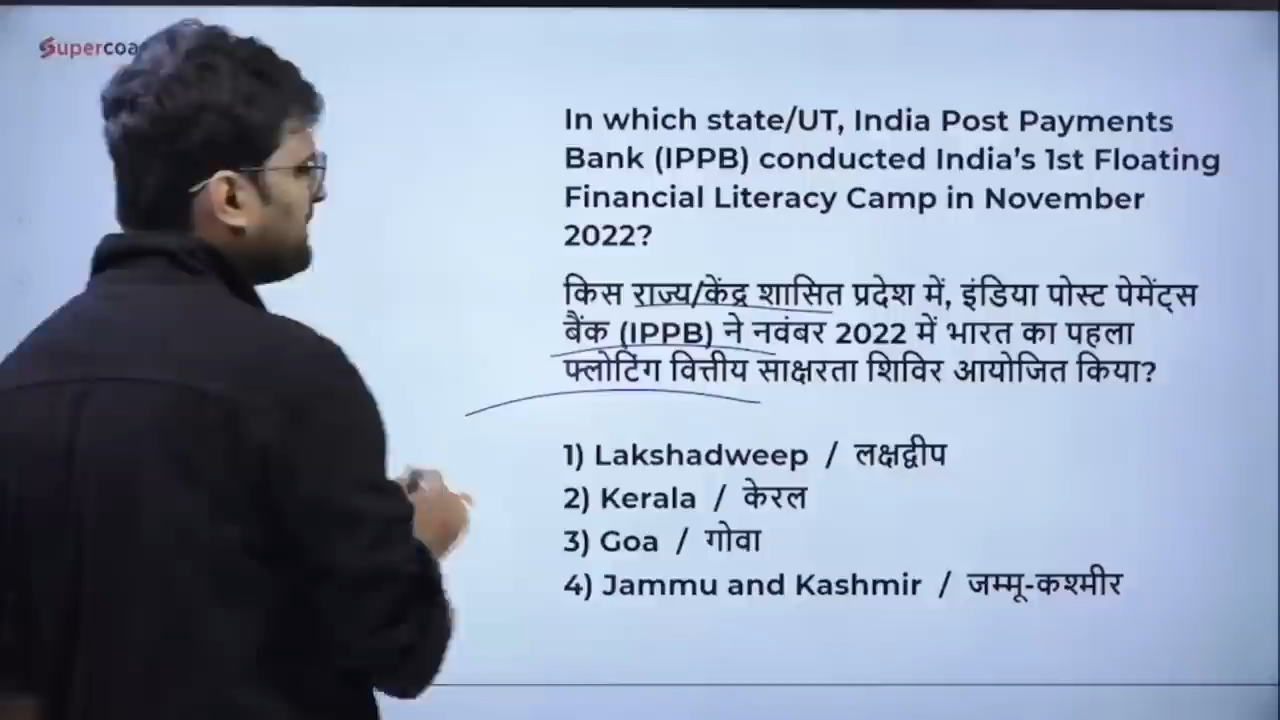 Supercoa
In which state/UT, India Post Payments
Bank (IPPB) conducted India’s 1st Floating
Financial Literacy Camp in November
2022?
किस राज्य/केंद्र शासित प्रदेश में, इंडिया पोस्ट पेमेंट्स
बैंक (IPPB) ने नवंबर 2022 में भारत का पहला
फ्लोटिंग वित्तीय साक्षरता शिविर आयोजित किया?
1) Lakshadweep / लक्षद्वीप
2) Kerala / केरल
3) Goa / गोवा
4) Jammu and Kashmir / जम्मू-कश्मीर